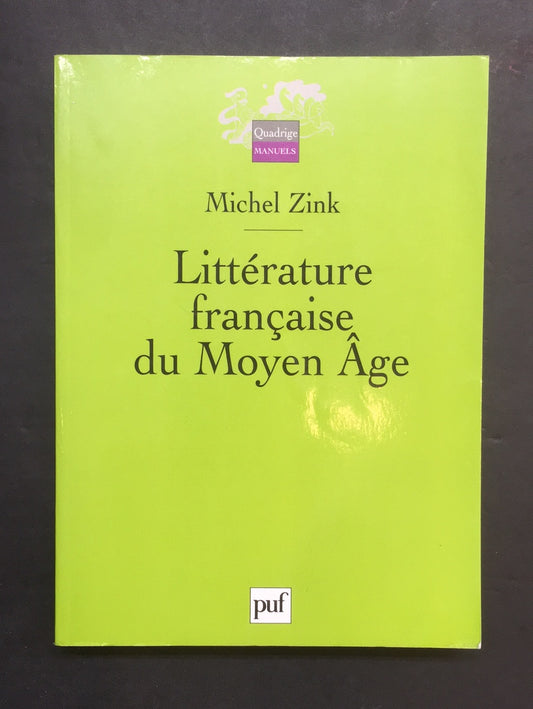 Quadrige
MANUELS
Michel Zink
Littérature
française
du Moyen Âge
puf